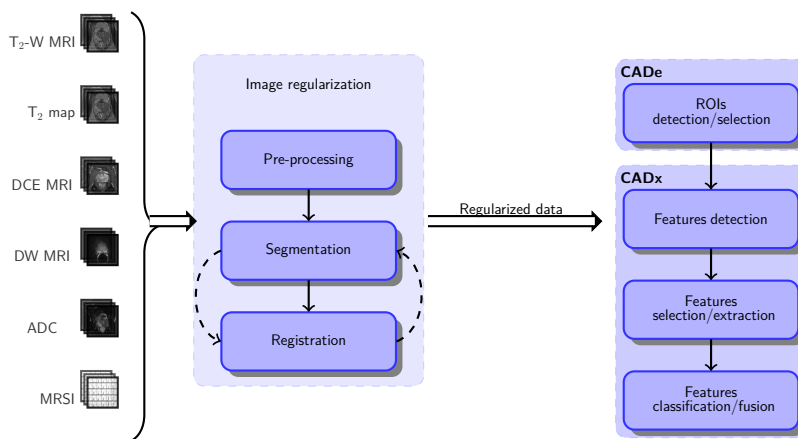 T₂-W MRI
T₂ map
DCE MRI
DW MRI
ADC
MRSI
Image regularization
Pre-processing
Segmentation
Registration
Regularized data
CADe
ROIs
detection/selection
CADx
Features detection
Features
selection/extraction
Features
classification/fusion